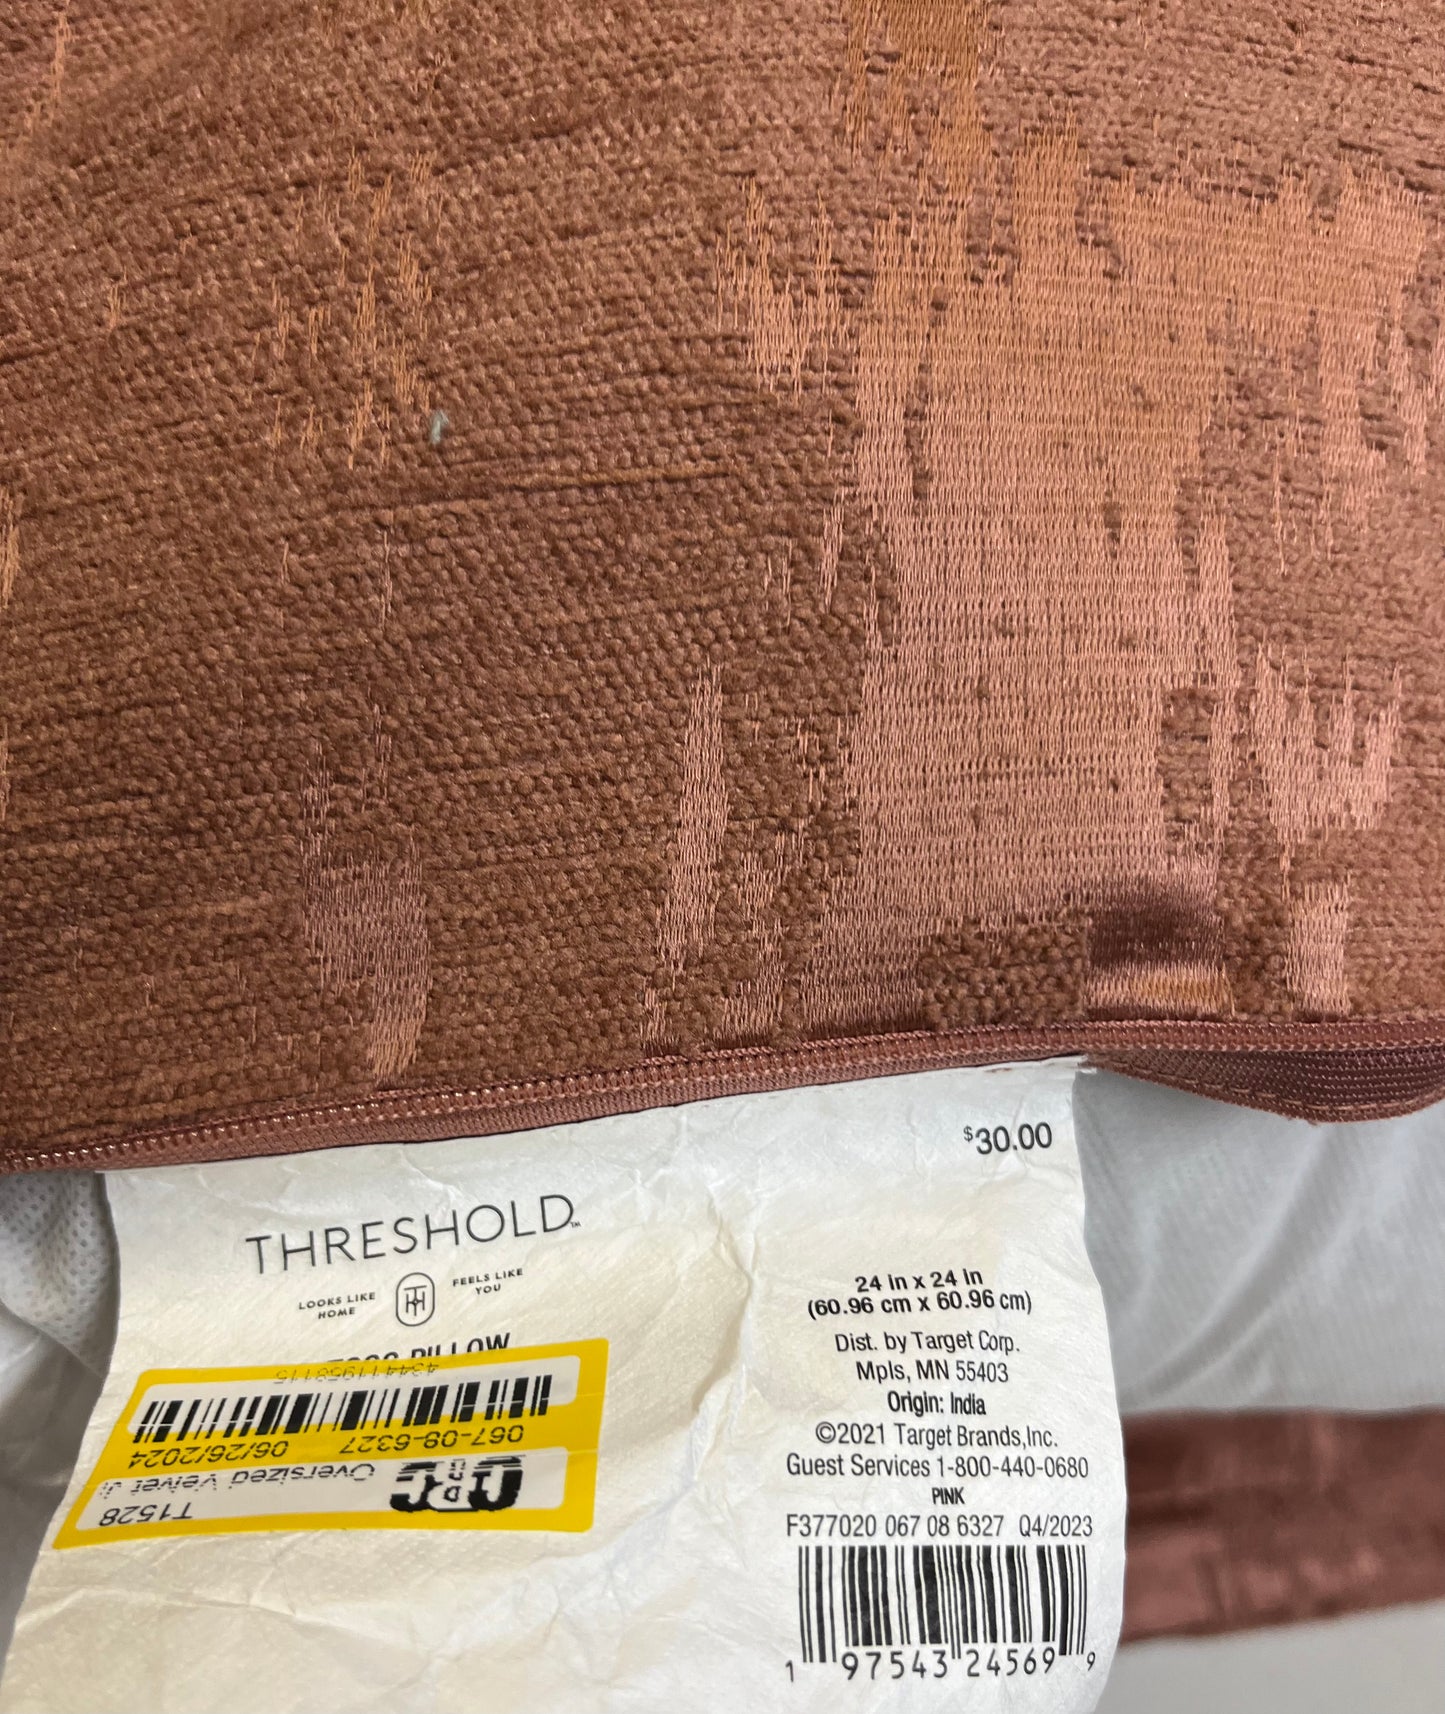 $30.00
THRESHOLD™
LOOKS LIKE HOME
FEELS LIKE YOU
PILLOW
434411958115
067-08-6327 06/26/2024
Oversized Velvet J
T1528
24 in x 24 in
(60.96 cm x 60.96 cm)
Dist. by Target Corp.
Mpls, MN 55403
Origin: India
©2021 Target Brands,Inc.
Guest Services 1-800-440-0680
PINK
F377020 067 08 6327 Q4/2023
1 97543 24569 9